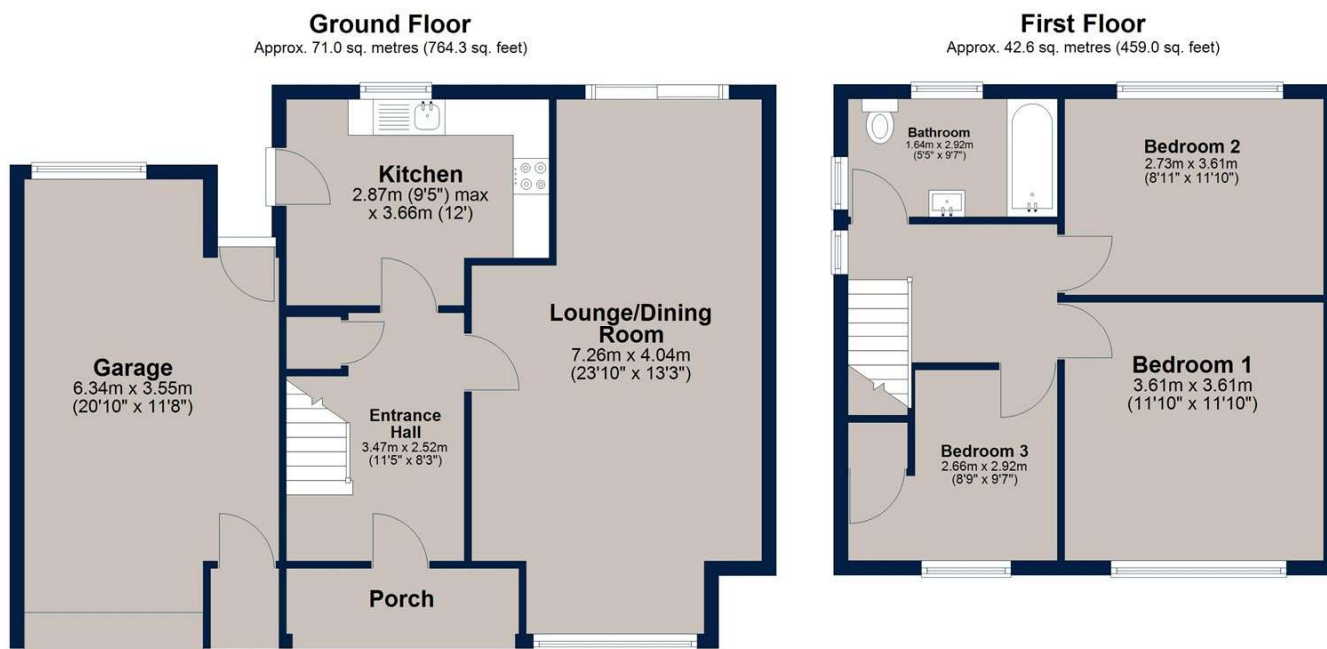 Ground Floor
Approx. 71.0 sq. metres (764.3 sq. feet)
Kitchen
2.87m (9'5") max
x 3.66m (12')
Lounge/Dining
Room
7.26m x 4.04m
(23'10" x 13'3")
Garage
6.34m x 3.55m
(20'10" x 11'8")
Entrance
Hall
3.47m x 2.52m
(11'5" x 8'3")
Porch
First Floor
Approx. 42.6 sq. metres (459.0 sq. feet)
Bathroom
1.64m x 2.92m
(5'5" x 9'7")
Bedroom 2
2.73m x 3.61m
(8'11" x 11'10")
Bedroom 1
3.61m x 3.61m
(11'10" x 11'10")
Bedroom 3
2.66m x 2.92m
(8'9" x 9'7")